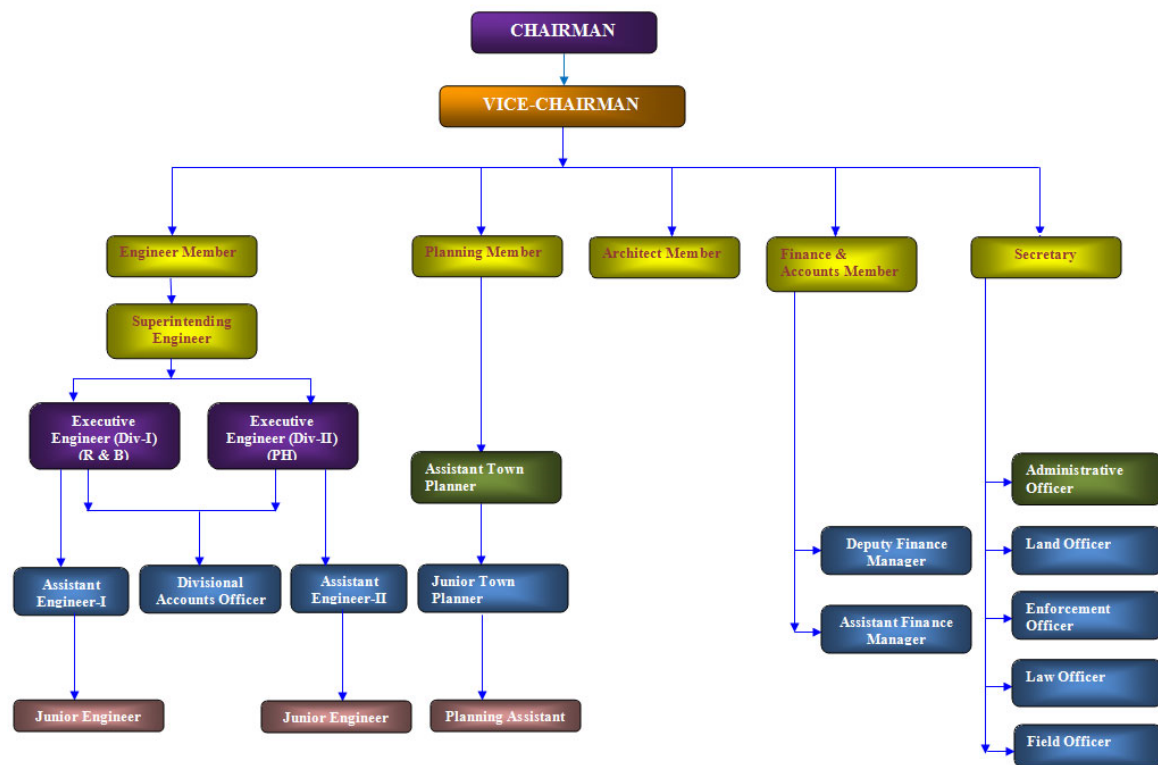 CHAIRMAN
VICE-CHAIRMAN
Engineer Member
Planning Member
Architect Member
Finance &
Accounts Member
Secretary
Superintending
Engineer
Executive
Engineer (Div-I)
(R & B)
Executive
Engineer (Div-II)
(PH)
Assistant Town
Planner
Administrative
Officer
Deputy Finance
Manager
Land Officer
Assistant
Engineer-I
Divisional
Accounts Officer
Assistant
Engineer-II
Junior Town
Planner
Assistant Finance
Manager
Enforcement
Officer
Law Officer
Junior Engineer
Junior Engineer
Planning Assistant
Field Officer